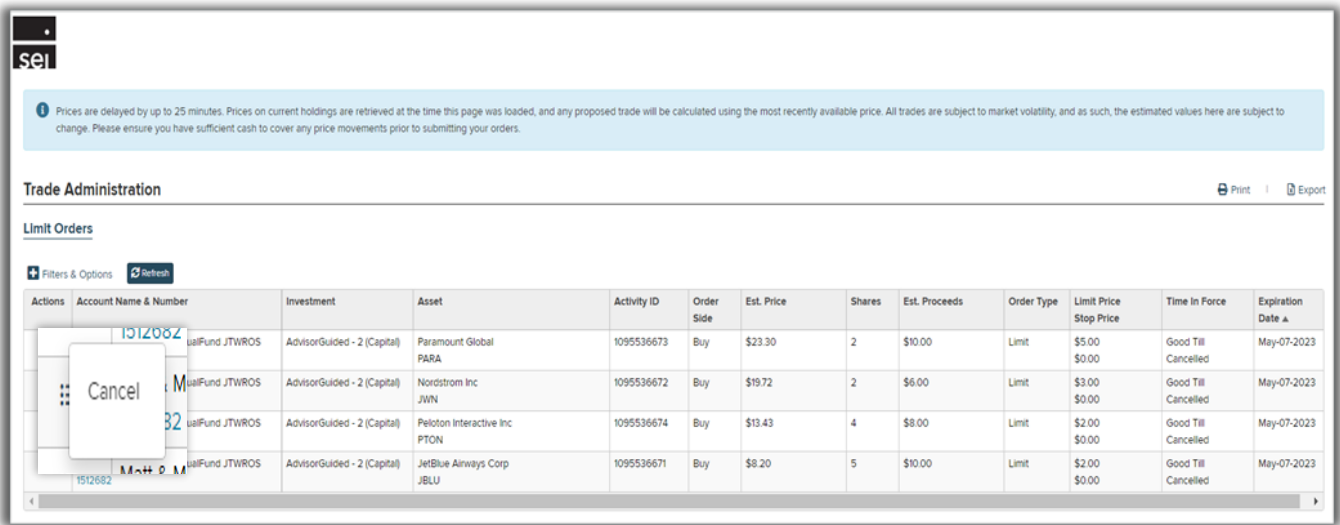 sei
Prices are delayed by up to 25 minutes. Prices on current holdings are retrieved at the time this page was loaded, and any proposed trade will be calculated using the most recently available price. All trades are subject to market volatility, and as such, the estimated values here are subject to
change. Please ensure you have sufficient cash to cover any price movements prior to submitting your orders.
Trade Administration Print | Export
Limit Orders
Filters & Options Refresh
Actions Account Name & Number Investment Asset Activity ID Order Est. Price Shares Est. Proceeds Order Type Limit Price Time In Force Expiration
Side Stop Price Date
1512682 ualFund JTWROS AdvisorGuided - 2 (Capital) Paramount Global 1095536673 Buy $23.30 2 $10.00 Limit $5.00 Good Till May-07-2023
PARA $0.00 Cancelled
Cancel & M ualFund JTWROS AdvisorGuided - 2 (Capital) Nordstrom Inc 1095536672 Buy $19.72 2 $6.00 Limit $3.00 Good Till May-07-2023
JWN $0.00 Cancelled
82 ualFund JTWROS AdvisorGuided - 2 (Capital) Peloton Interactive Inc 1095536674 Buy $13.43 4 $8.00 Limit $2.00 Good Till May-07-2023
PTON $0.00 Cancelled
Matt & M ualFund JTWROS AdvisorGuided - 2 (Capital) JetBlue Airways Corp 1095536671 Buy $8.20 5 $10.00 Limit $2.00 Good Till May-07-2023
1512682 JBLU $0.00 Cancelled